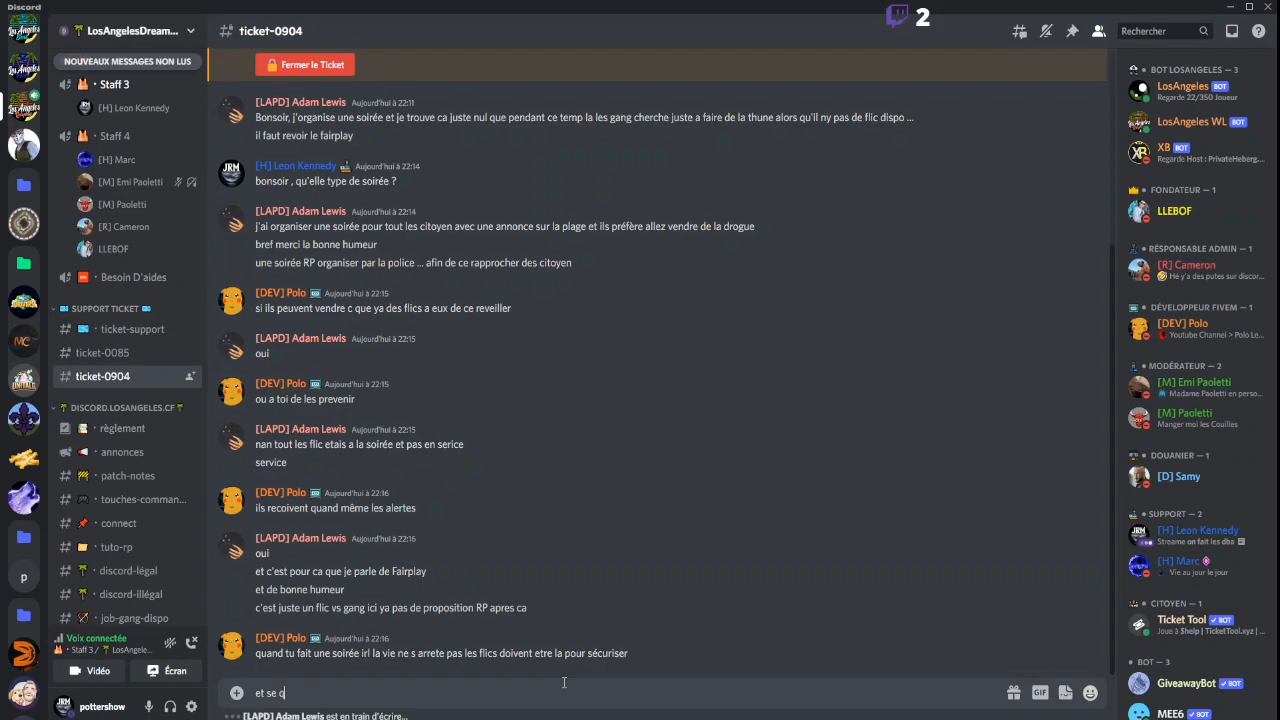 Discord
2
LosAngelesDream...
ticket-0904
Rechercher
NOUVEAUX MESSAGES NON LUS
Staff 3
[H] Leon Kennedy
Staff 4
[H] Marc
[M] Emi Paoletti
[M] Paoletti
[R] Cameron
LLEBOF
Besoin D'aides
SUPPORT TICKET
ticket-support
ticket-0085
ticket-0904
DISCORD.LOSANGELES.CF
règlement
annonces
patch-notes
touches-comman...
connect
tuto-rp
discord-légal
discord-illégal
job-gang-dispo
Voix connectée
Staff 3 / LosAngeles...
Vidéo
Écran
pottershow
Fermer le Ticket
[LAPD] Adam Lewis Aujourd'hui à 22:11
Bonsoir, j'organise une soirée et je trouve ca juste nul que pendant ce temp la les gang cherche juste a faire de la thune alors qu'il ny pas de flic dispo ...
il faut revoir le fairplay
[H] Leon Kennedy Aujourd'hui à 22:14
bonsoir , qu'elle type de soirée ?
[LAPD] Adam Lewis Aujourd'hui à 22:14
j'ai organiser une soirée pour tout les citoyen avec une annonce sur la plage et ils préfère allez vendre de la drogue
bref merci la bonne humeur
une soirée RP organiser par la police ... afin de ce rapprocher des citoyen
[DEV] Polo Aujourd'hui à 22:15
si ils peuvent vendre c que ya des flics a eux de ce reveiller
[LAPD] Adam Lewis Aujourd'hui à 22:15
oui
[DEV] Polo Aujourd'hui à 22:15
ou a toi de les prevenir
[LAPD] Adam Lewis Aujourd'hui à 22:15
nan tout les flic etais a la soirée et pas en serice
service
[DEV] Polo Aujourd'hui à 22:16
ils recoivent quand même les alertes
[LAPD] Adam Lewis Aujourd'hui à 22:16
oui
et c'est pour ca que je parle de Fairplay
et de bonne humeur
c'est juste un flic vs gang ici ya pas de proposition RP apres ca
[DEV] Polo Aujourd'hui à 22:16
quand tu fait une soirée irl la vie ne s arrete pas les flics doivent etre la pour sécuriser
et se q
GIF
[LAPD] Adam Lewis est en train d'écrire...
BOT LOSANGELES — 3
LosAngeles BOT
Regarde 22/350 Joueur
LosAngeles WL BOT
XB BOT
Regarde Host : PrivateHeberg...
FONDATEUR — 1
LLEBOF
RÉSPONSABLE ADMIN — 1
[R] Cameron
Hé y'a des putes sur discor...
DÉVELOPPEUR FIVEM — 1
[DEV] Polo
Youtube Channel > Polo Le...
MODÉRATEUR — 2
[M] Emi Paoletti
Madame Paoletti en perso...
[M] Paoletti
Manger moi les Couilles
DOUANIER — 1
[D] Samy
SUPPORT — 2
[H] Leon Kennedy
Streame on fait les dba
[H] Marc
Vie au jour le jour
CITOYEN — 1
Ticket Tool BOT
Joue à $help | TicketTool.xyz | ...
BOT — 3
GiveawayBot BOT
MEE6 BOT